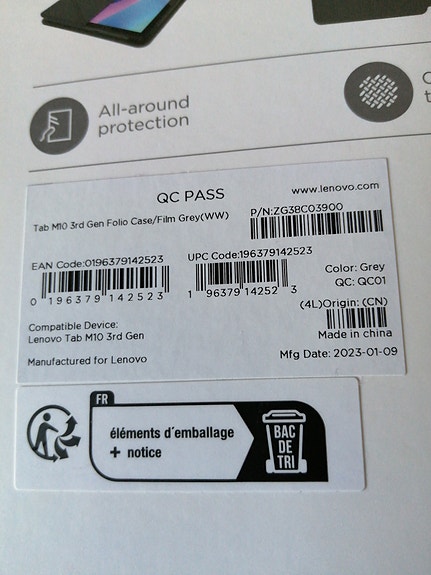 All-around
protection
QC PASS
www.lenovo.com
Tab M10 3rd Gen Folio Case/Film Grey(WW)
P/N:ZG38C03900
EAN Code:0196379142523
UPC Code:196379142523
0 196379 142523
1 96379 14252 3
Color: Grey
QC: QC01
(4L)Origin: (CN)
Compatible Device:
Lenovo Tab M10 3rd Gen
Made in china
Manufactured for Lenovo
Mfg Date: 2023-01-09
FR
éléments d'emballage
+ notice
BAC
DE
TRI